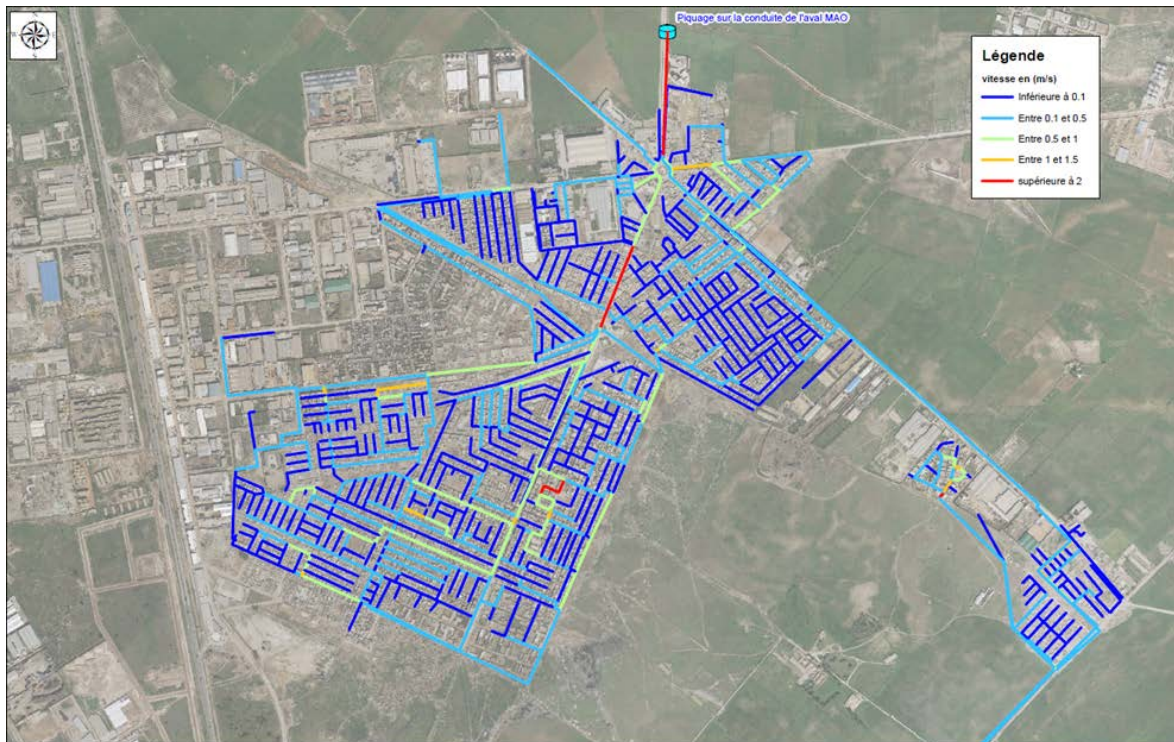 Piquage sur la conduite de l'aval MAO
Légende
vitesse en (m/s)
Inférieure à 0.1
Entre 0.1 et 0.5
Entre 0.5 et 1
Entre 1 et 1.5
supérieure à 2